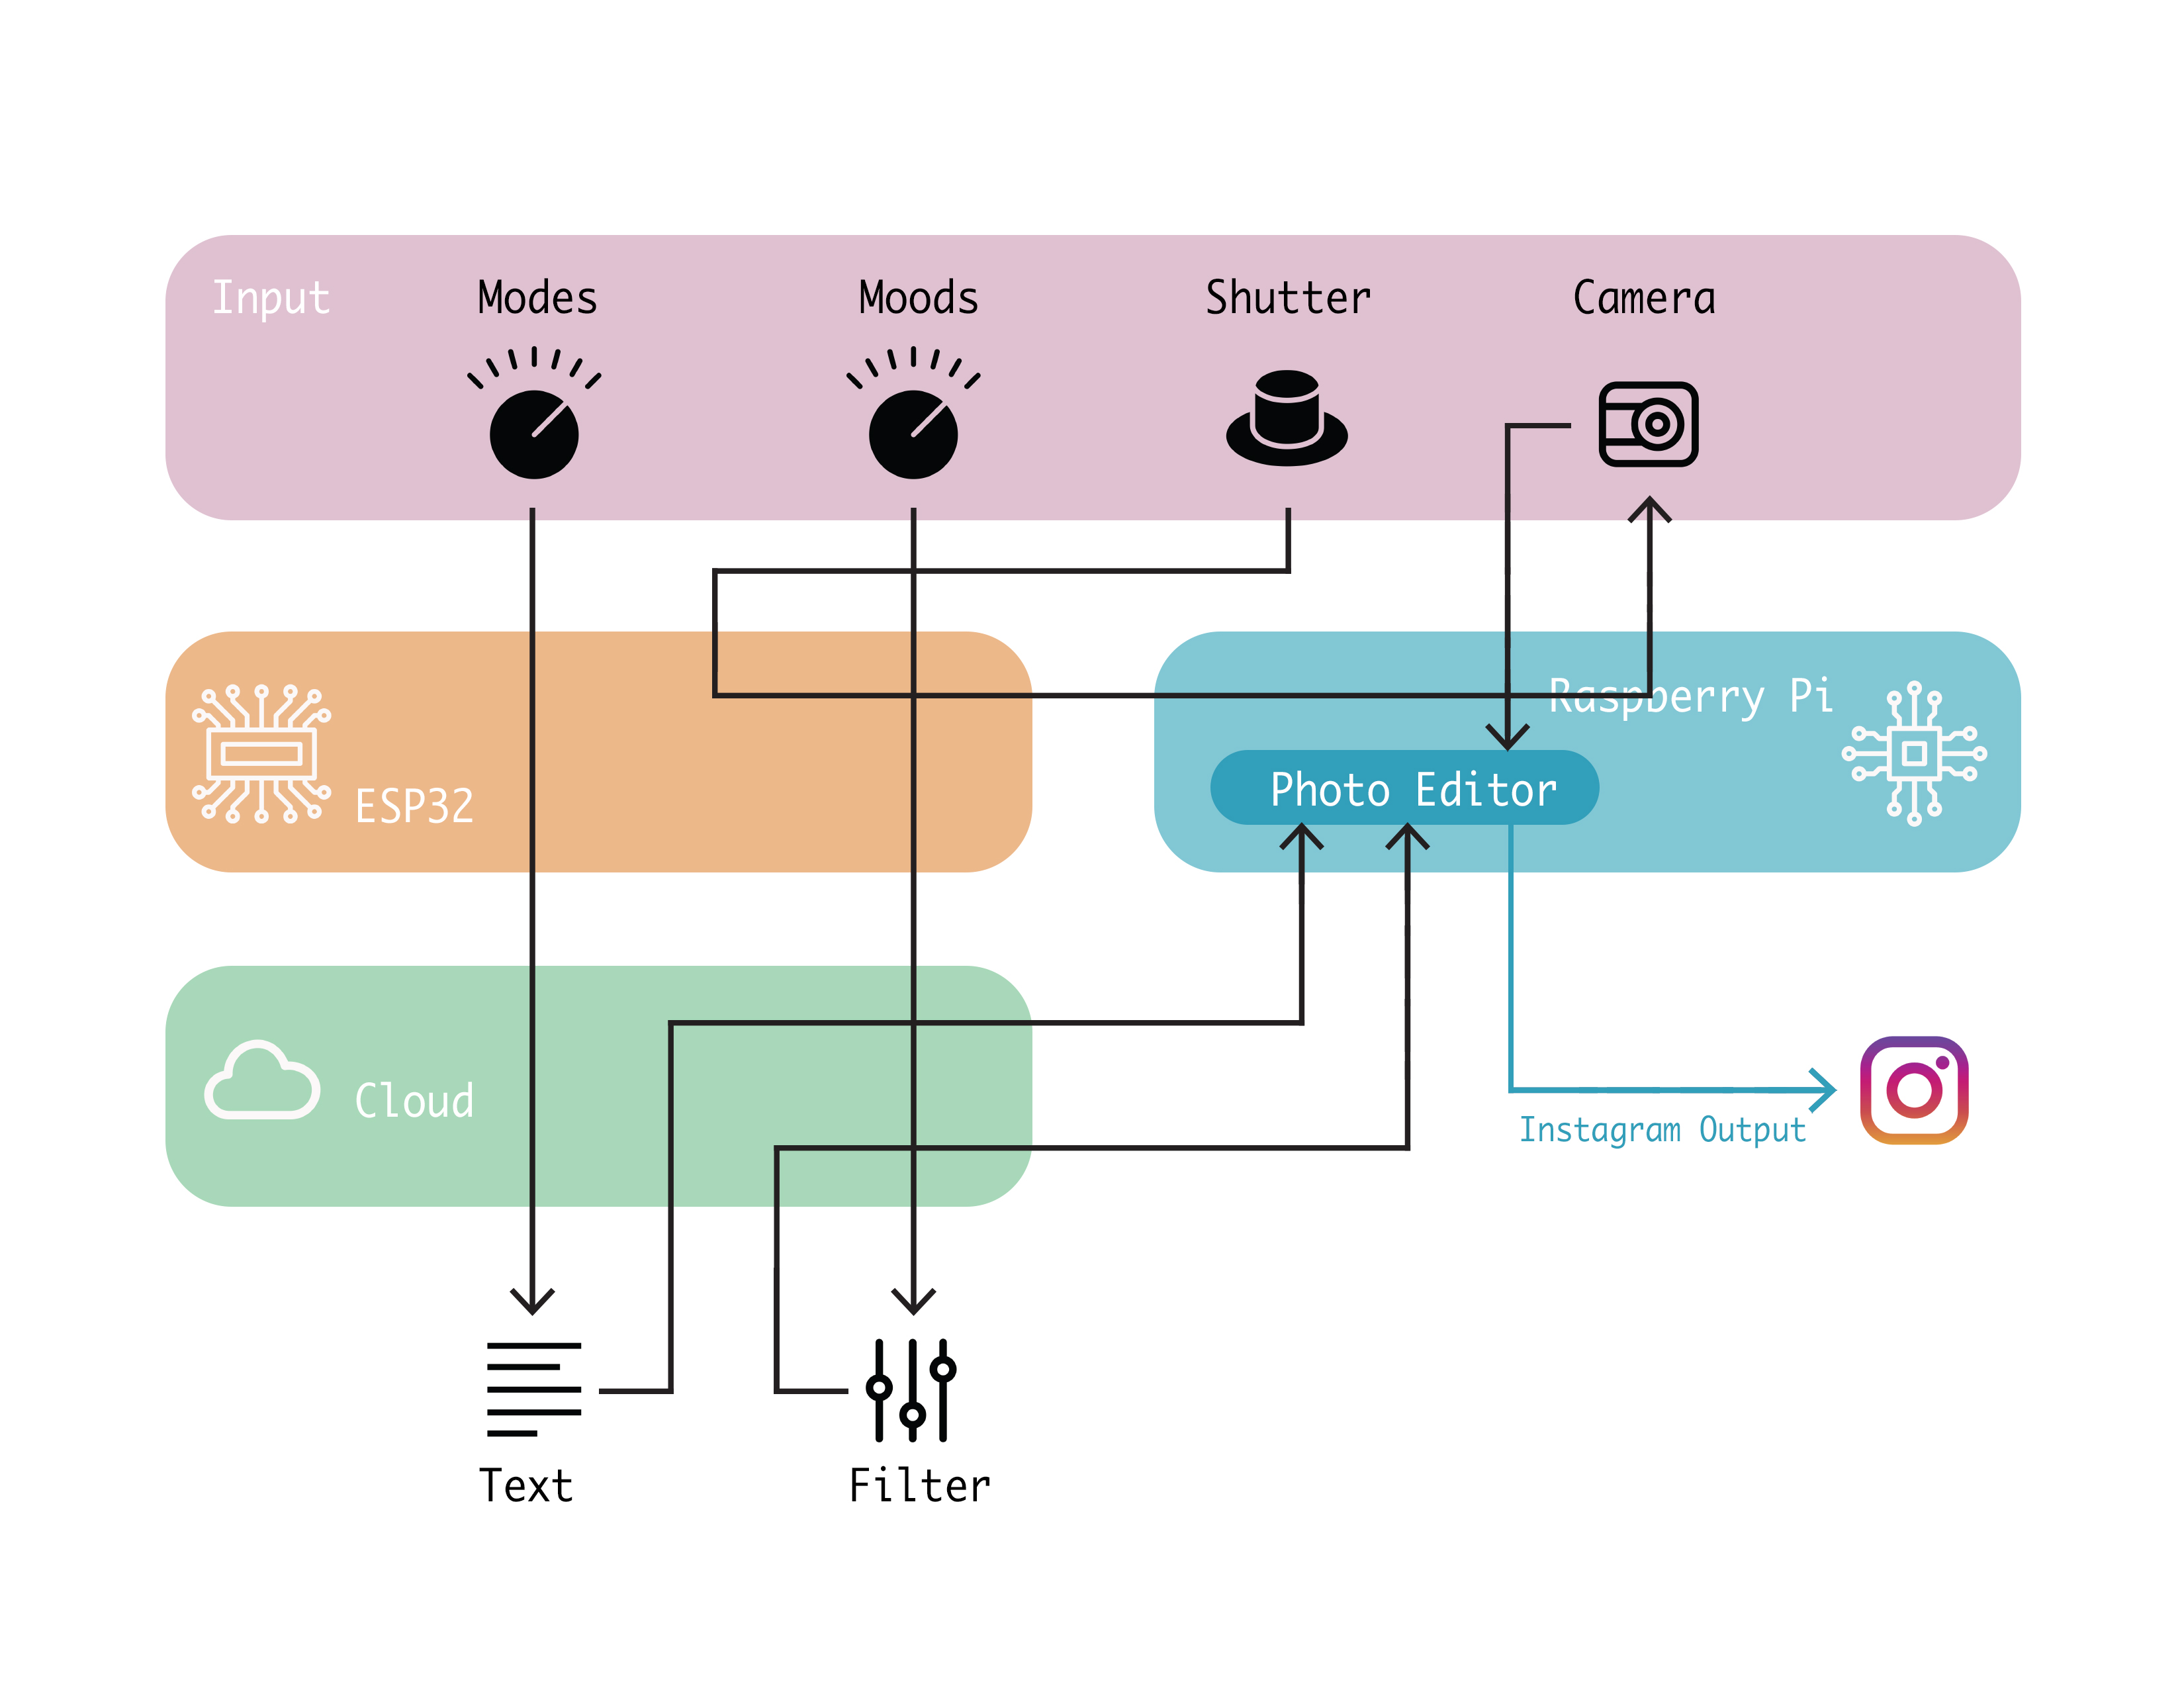 Input
Modes
Moods
Shutter
Camera
ESP32
Raspberry Pi
Photo Editor
Cloud
Instagram Output
Text
Filter